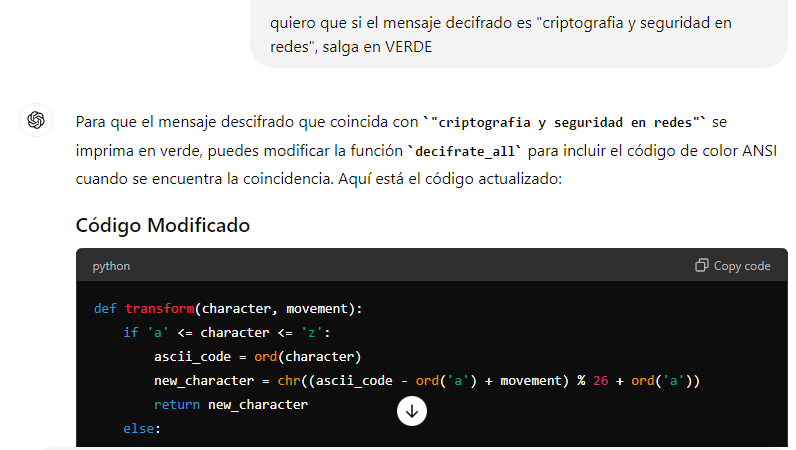 quiero que si el mensaje decifrado es "criptografia y seguridad en
redes", salga en VERDE
Para que el mensaje descifrado que coincida con `"criptografia y seguridad en redes"` se
imprima en verde, puedes modificar la función `decifrate_all` para incluir el código de color ANSI
cuando se encuentra la coincidencia. Aquí está el código actualizado:
Código Modificado
python Copy code
def transform(character, movement):
if 'a' <= character <= 'z':
ascii_code = ord(character)
new_character = chr((ascii_code - ord('a') + movement) % 26 + ord('a'))
return new_character
else: